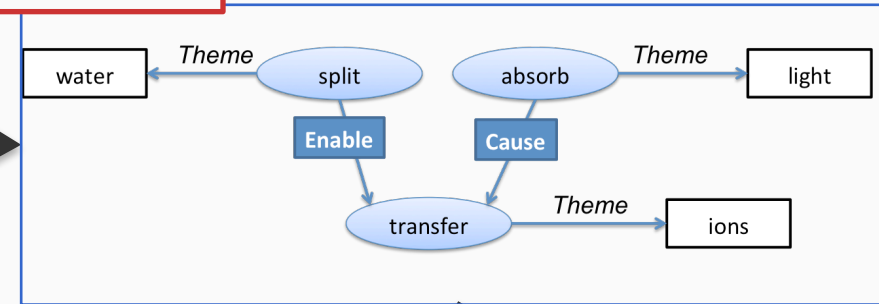 Theme
Theme
water
split
absorb
light
Enable
Cause
Theme
transfer
ions